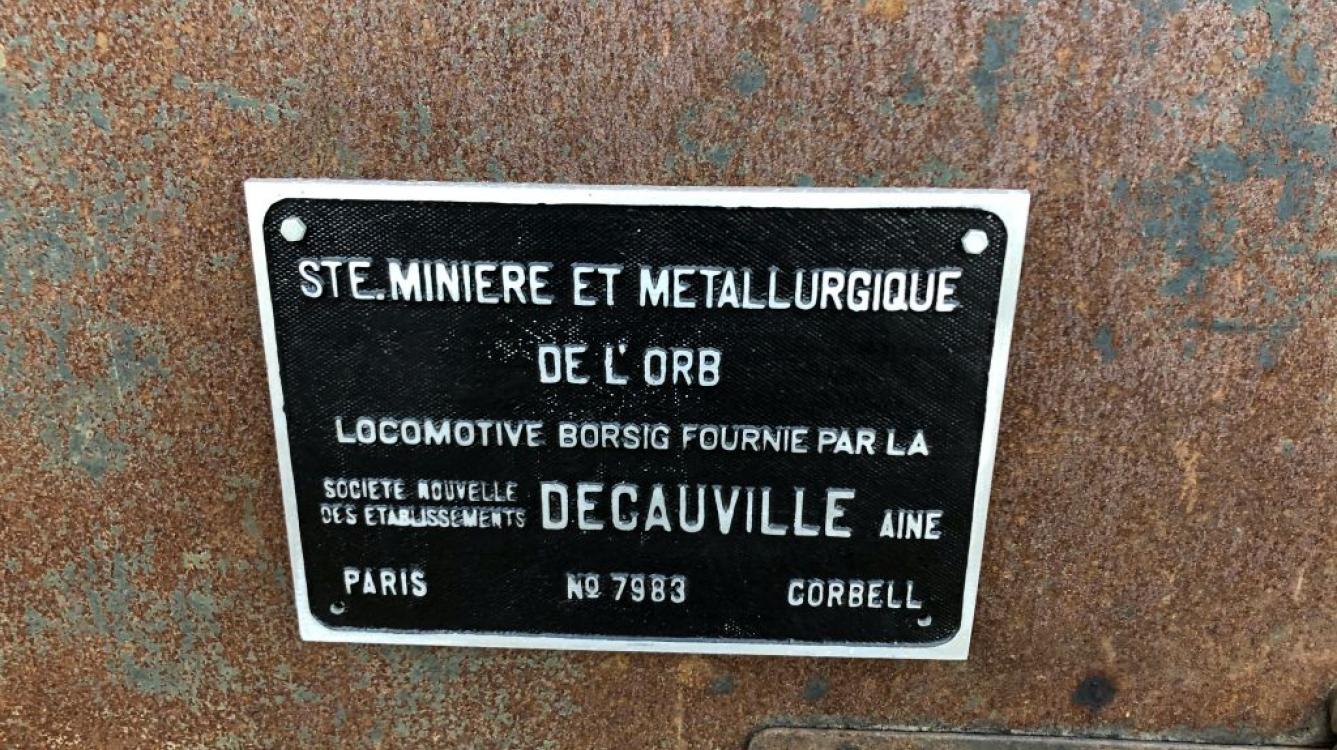 STE. MINIERE ET METALLURGIQUE
DE L' ORB
LOCOMOTIVE BORSIG FOURNIE PAR LA
SOCIETE NOUVELLE
DES ETABLISSEMENTS DECAUVILLE AINE
PARIS Nº 7983 CORBELL